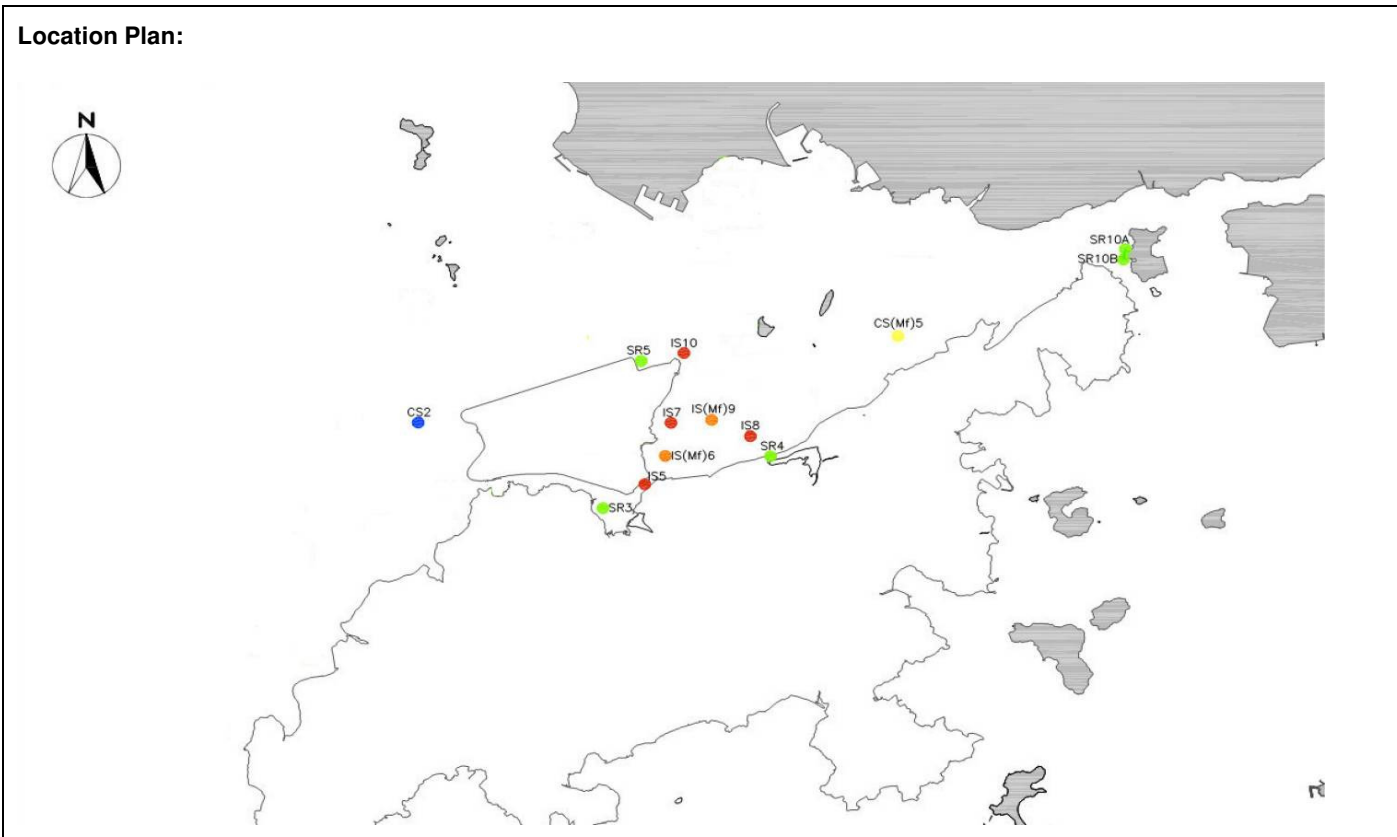 Location Plan:
N
SR10A
SR10B
CS(Mf)5
IS10
SR5
CS2
IS7
IS(Mf)9
IS8
SR4
IS(Mf)6
IS5
SR3